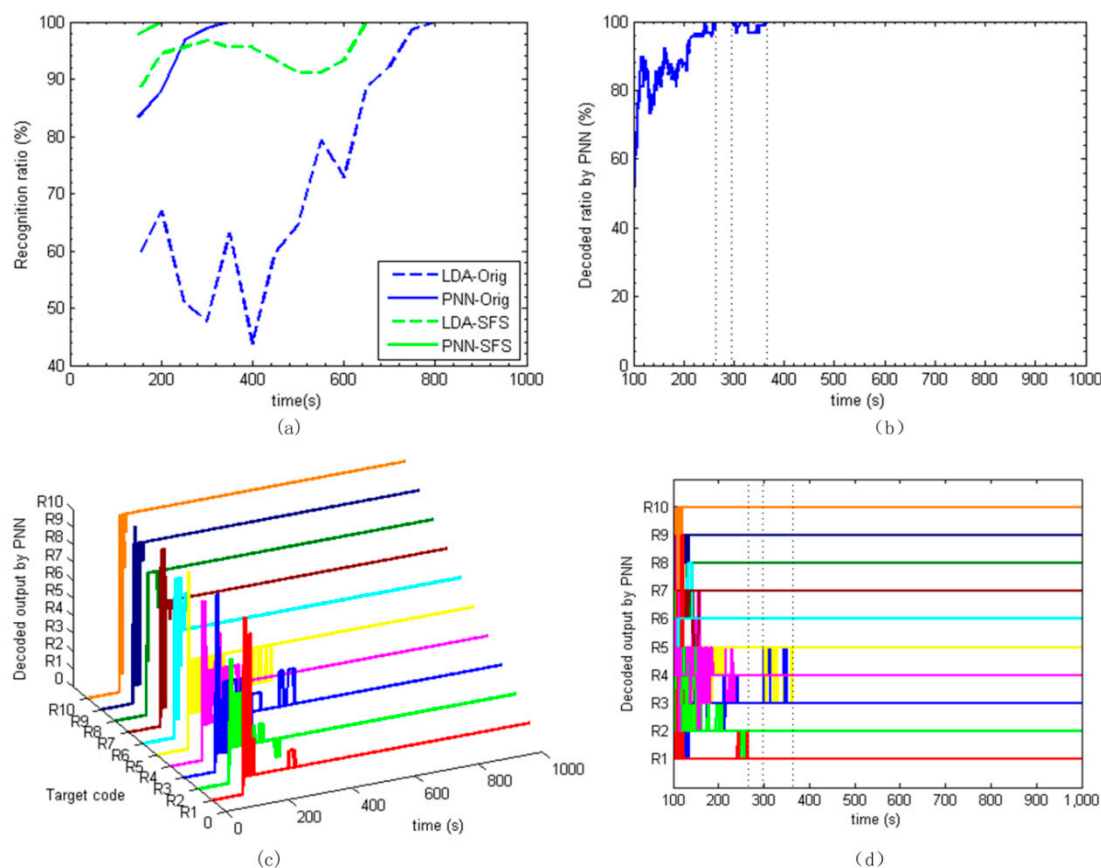 Recognition ratio (%)
100
90
80
70
60
50
40
0
200
400
600
800
1000
time(s)
LDA-Orig
PNN-Orig
LDA-SFS
PNN-SFS
(a)
Decoded ratio by PNN (%)
100
80
60
40
20
0
100
200
300
400
500
600
700
800
900
1000
time (s)
(b)
Decoded output by PNN
R10
R9
R8
R7
R6
R5
R4
R3
R2
R1
0
R10
R9
R8
R7
R6
R5
R4
R3
R2
R1
0
Target code
0
200
400
600
800
1000
time (s)
(c)
Decoded output by PNN
R10
R9
R8
R7
R6
R5
R4
R3
R2
R1
100
200
300
400
500
600
700
800
900
1,000
time (s)
(d)